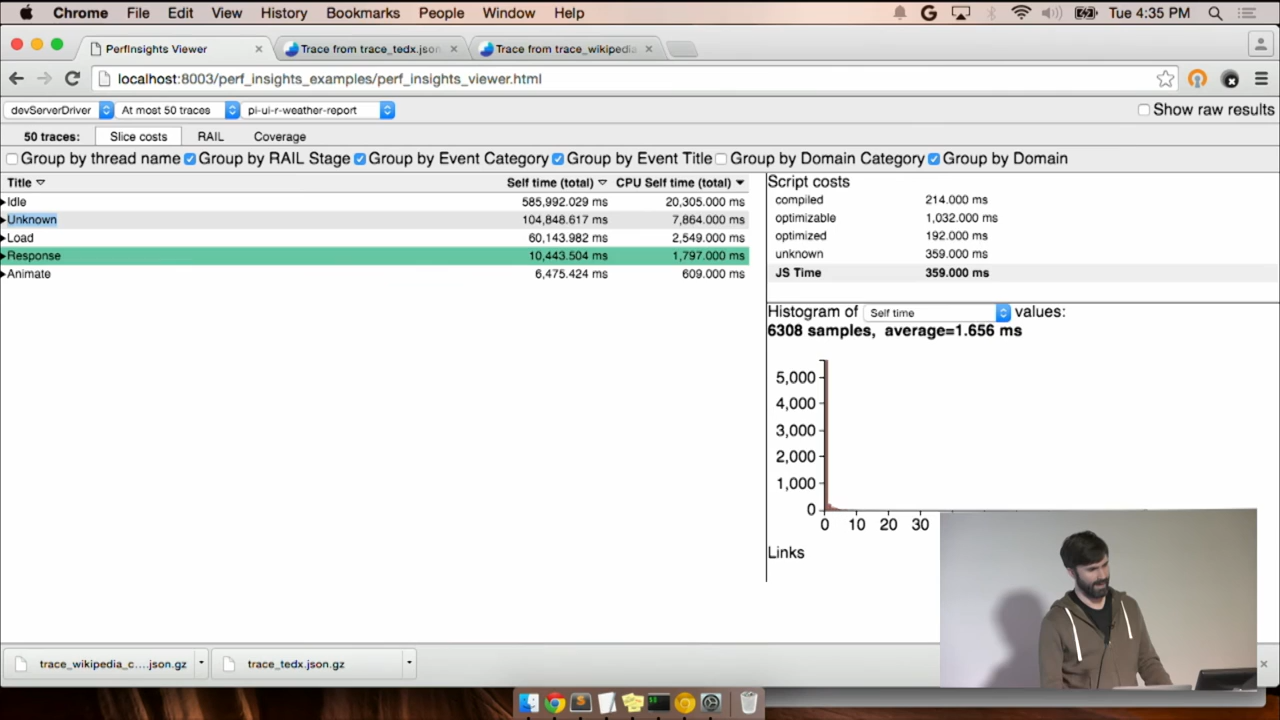 Chrome File Edit View History Bookmarks People Window Help Tue 4:35 PM
PerfInsights Viewer Trace from trace_tedx.json. Trace from trace_wikipedia
localhost:8003/perf_insights_examples/perf_insights_viewer.html
devServerDriver At most 50 traces pi-ui-r-weather-report Show raw results
50 traces: Slice costs RAIL Coverage
Group by thread name Group by RAIL Stage Group by Event Category Group by Event Title Group by Domain Category Group by Domain
Title Self time (total) CPU Self time (total)
Idle 585,992.029 ms 20,305.000 ms
Unknown 104,848.617 ms 7,864.000 ms
Load 60,143.982 ms 2,549.000 ms
Response 10,443.504 ms 1,797.000 ms
Animate 6,475.424 ms 609.000 ms
Script costs
compiled 214.000 ms
optimizable 1,032.000 ms
optimized 192.000 ms
unknown 359.000 ms
JS Time 359.000 ms
Histogram of Self time values:
6308 samples, average=1.656 ms
5,000
4,000
3,000
2,000
1,000
0
0 10 20 30
Links
trace_wikipedia_c....json.gz trace_tedx.json.gz